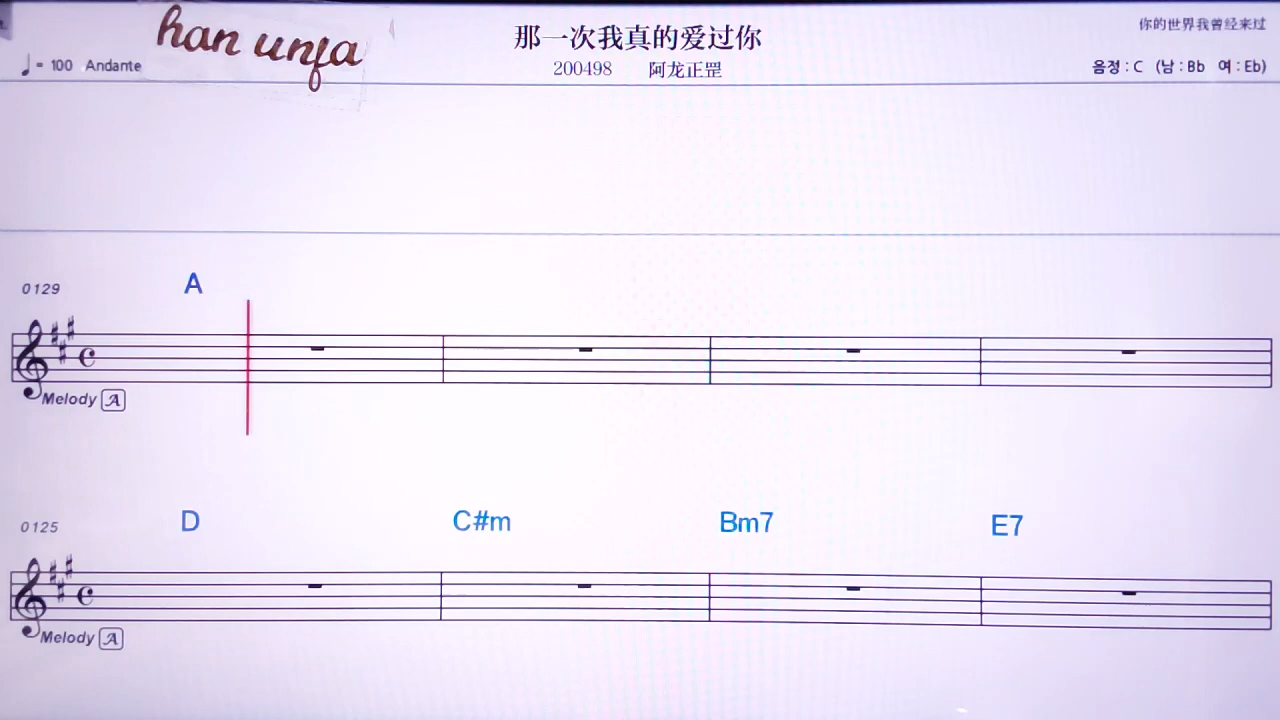 han unfa
那一次我真的爱过你
你的世界我曾经来过
♩= 100 Andante
200498 阿龙正罡
음정 : C (남 : Bb 여 : Eb)
0129
A
Melody A
0125
D C#m Bm7 E7
Melody A